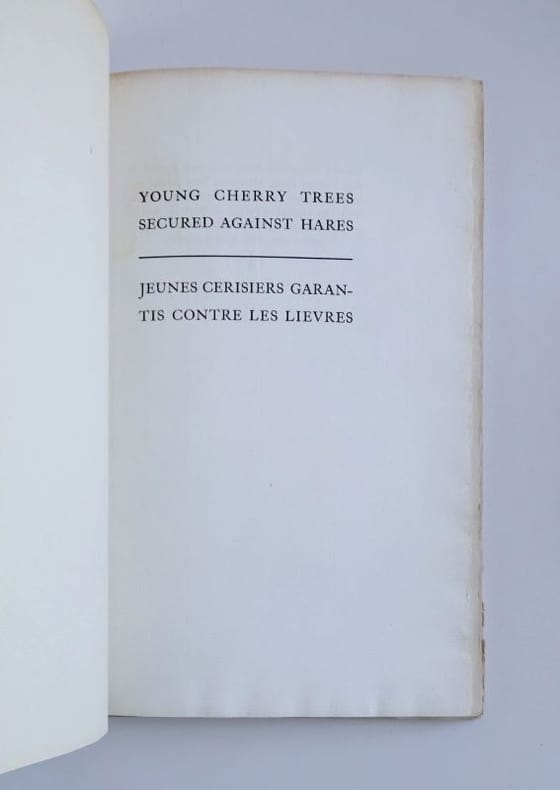 YOUNG CHERRY TREES
SECURED AGAINST HARES
JEUNES CERISIERS GARAN-
TIS CONTRE LES LIEVRES